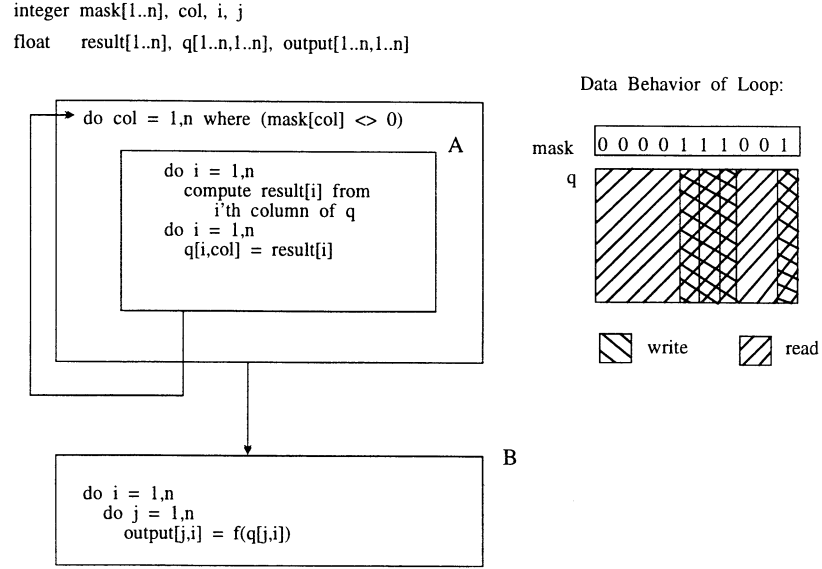 integer mask[1..n], col, i, j
float result[1..n], q[1..n,1..n], output[1..n,1..n]
do col = 1,n where (mask[col] <> 0)
A
do i = 1,n
compute result[i] from
i'th column of q
do i = 1,n
q[i,col] = result[i]
Data Behavior of Loop:
mask 0 0 0 0 1 1 1 0 0 1
q
write read
B
do i = 1,n
do j = 1,n
output[j,i] = f(q[j,i])